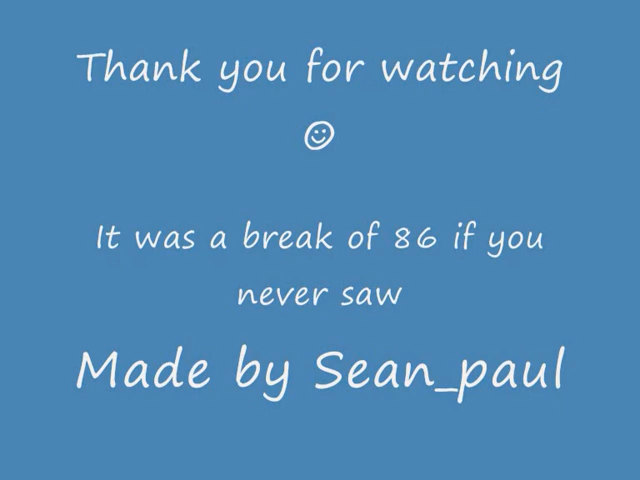 Thank you for watching
☺
It was a break of 86 if you
never saw
Made by Sean_paul